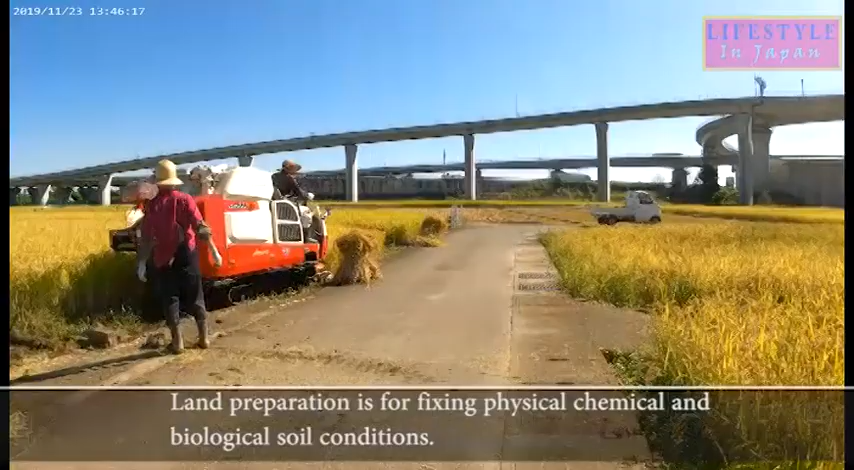 2019/11/23 13:46:17
LIFESTYLE
In Japan
Land preparation is for fixing physical, chemical, and
biological soil conditions.